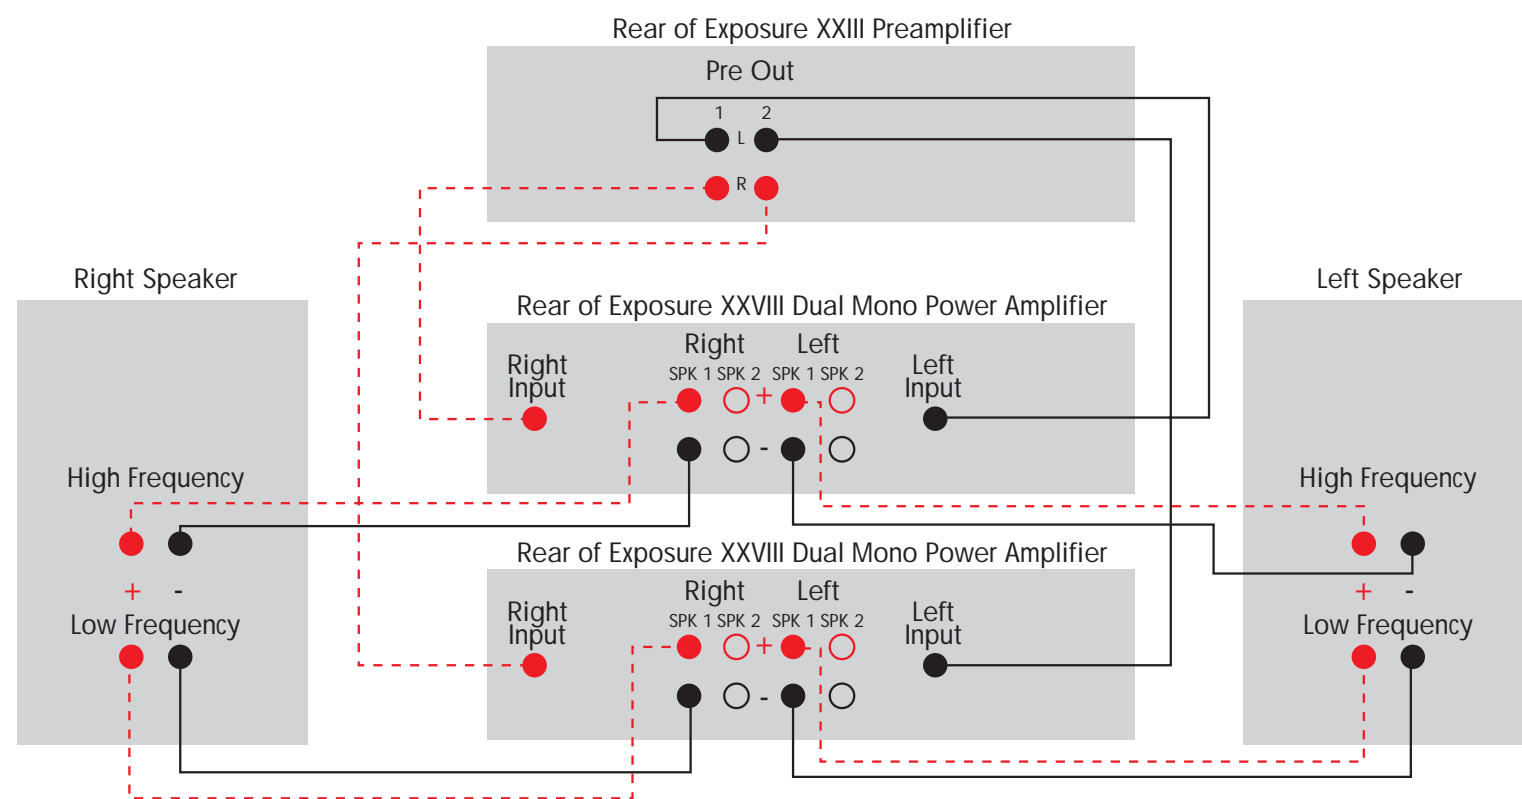 Rear of Exposure XXIII Preamplifier
Pre Out
1 2
L
R
Right Speaker
Left Speaker
Rear of Exposure XXVIII Dual Mono Power Amplifier
Right Left
Right
Input
SPK 1 SPK 2 + SPK 1 SPK 2
-
Left
Input
High Frequency
+ -
Low Frequency
High Frequency
+ -
Low Frequency
Rear of Exposure XXVIII Dual Mono Power Amplifier
Right Left
Right
Input
SPK 1 SPK 2 + SPK 1 SPK 2
-
Left
Input